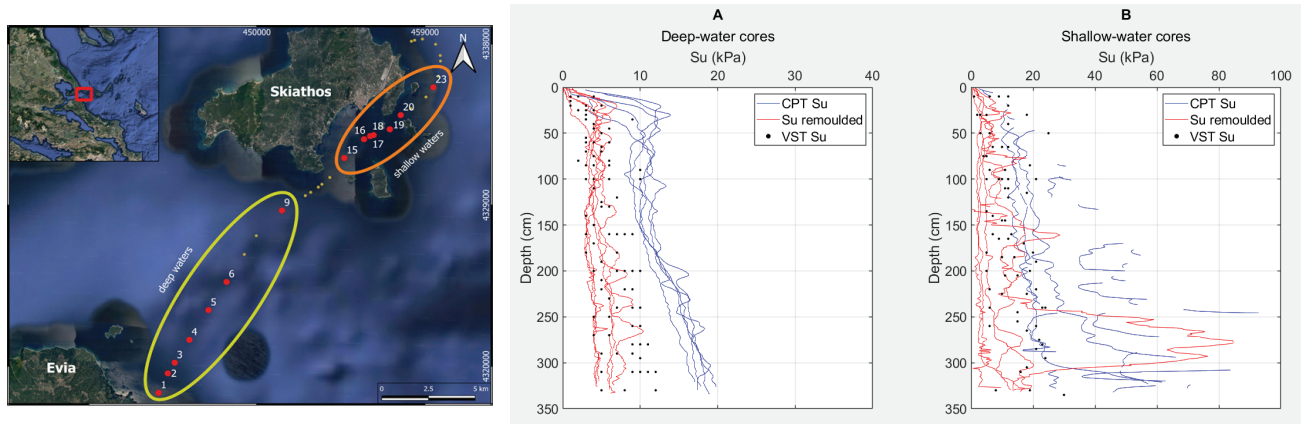 450000
459000
N
4338000
4329000
4320000
Skiathos
23
20
19
18
16
17
15
shallow waters
9
deep waters
6
5
4
3
2
1
Evia
0 2.5 5 km
A
Deep-water cores
Su (kPa)
0 10 20 30 40
0
50
100
150
200
250
300
350
Depth (cm)
CPT Su
Su remoulded
VST Su
B
Shallow-water cores
Su (kPa)
0 20 40 60 80 100
0
50
100
150
200
250
300
350
Depth (cm)
CPT Su
Su remoulded
VST Su